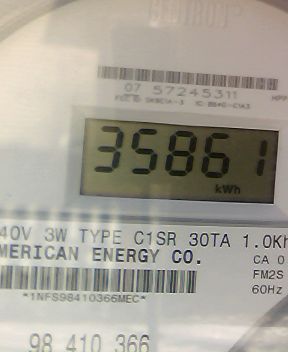 CENTRON
07 57245311
35861
kWh
40V 3W TYPE C1SR 30TA 1.0Kh
MERICAN ENERGY CO.
CA 0
FM2S
60Hz
*1NFS98410366MEC*
98 410 366